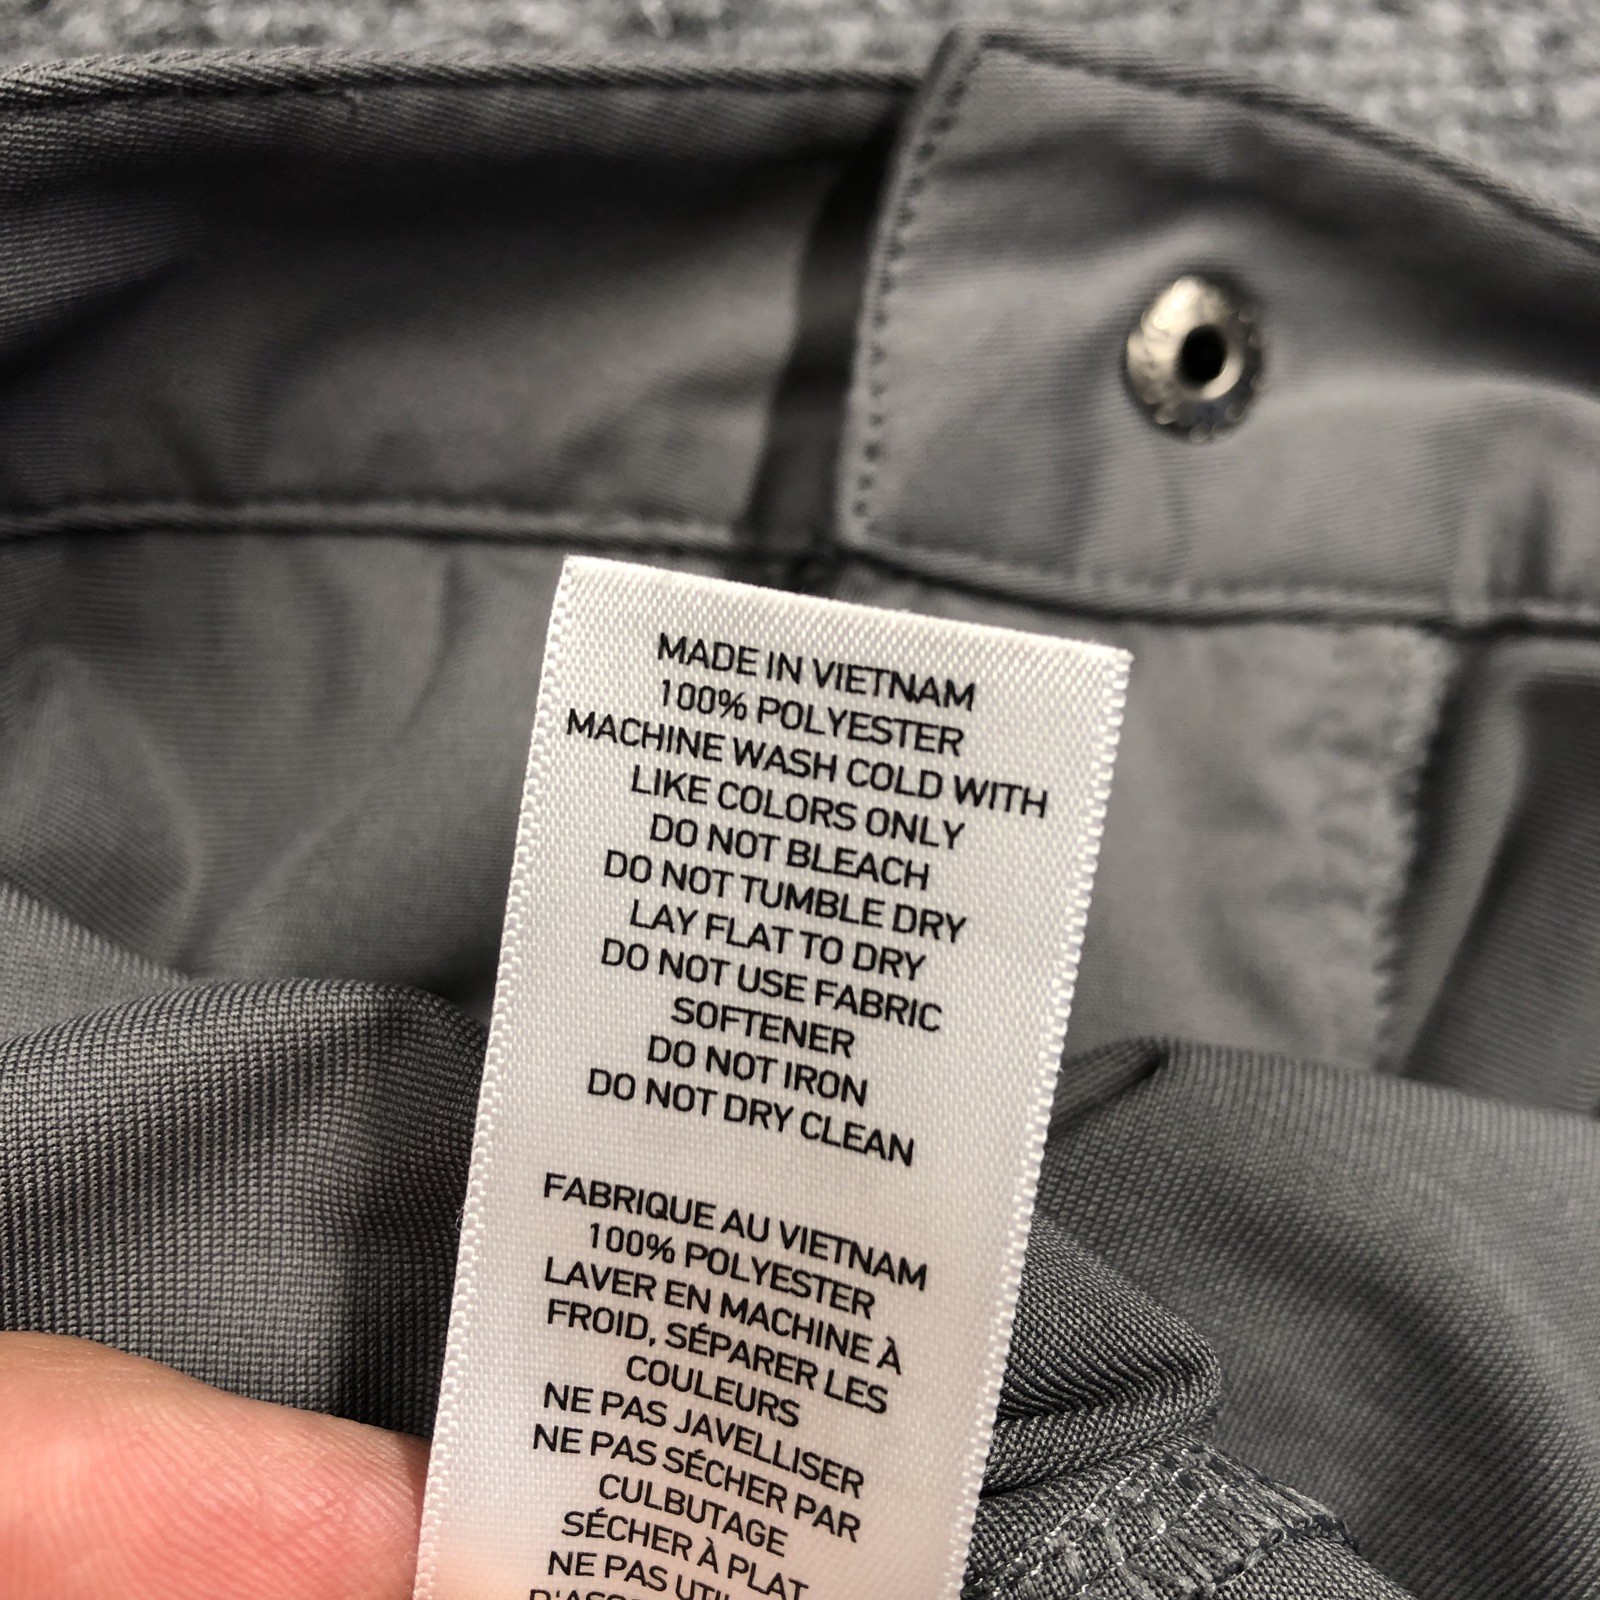 MADE IN VIETNAM
100% POLYESTER
MACHINE WASH COLD WITH
LIKE COLORS ONLY
DO NOT BLEACH
DO NOT TUMBLE DRY
LAY FLAT TO DRY
DO NOT USE FABRIC
SOFTENER
DO NOT IRON
DO NOT DRY CLEAN
FABRIQUE AU VIETNAM
100% POLYESTER
LAVER EN MACHINE À
FROID, SÉPARER LES
COULEURS
NE PAS JAVELLISER
NE PAS SÉCHER PAR
CULBUTAGE
SÉCHER À PLAT
NE PAS